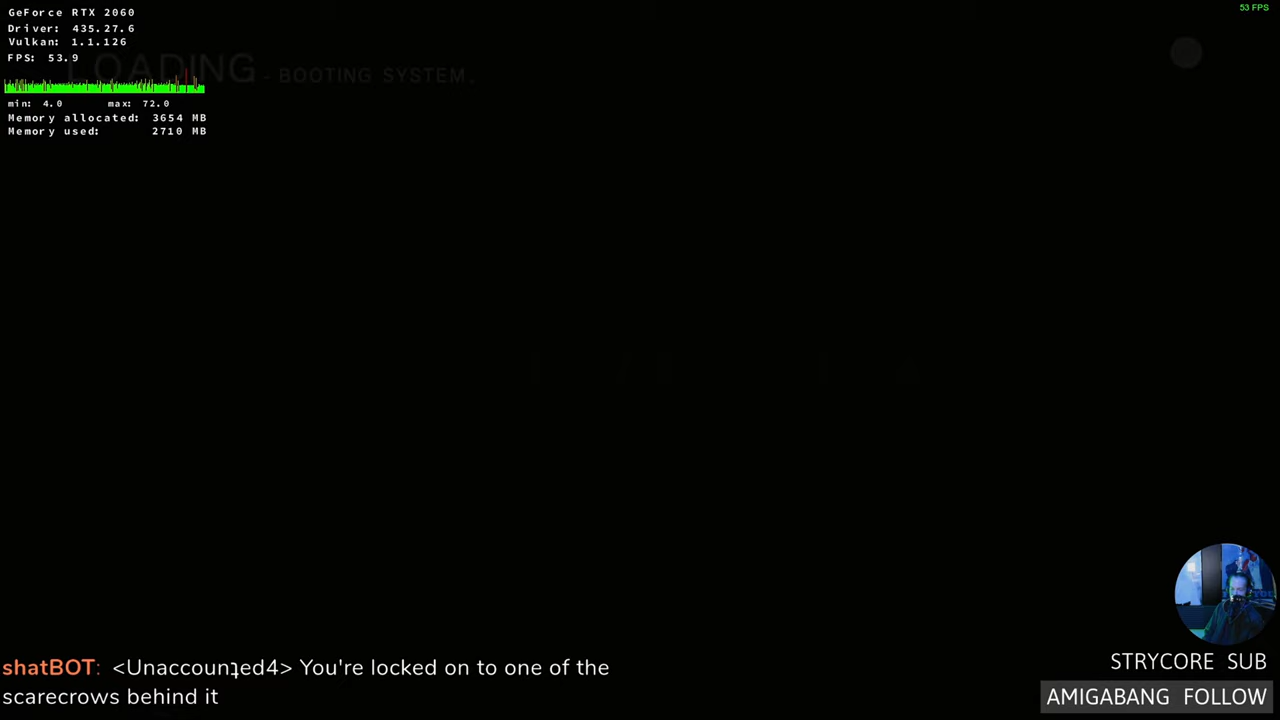 GeForce RTX 2060
Driver: 435.27.6
Vulkan: 1.1.126
FPS: 53.9
53 FPS
LOADING - BOOTING SYSTEM.
min: 4.0 max: 72.0
Memory allocated: 3654 MB
Memory used: 2710 MB
shatBOT: <Unaccounʇed4> You're locked on to one of the
scarecrows behind it
STRYCORE SUB
AMIGABANG FOLLOW